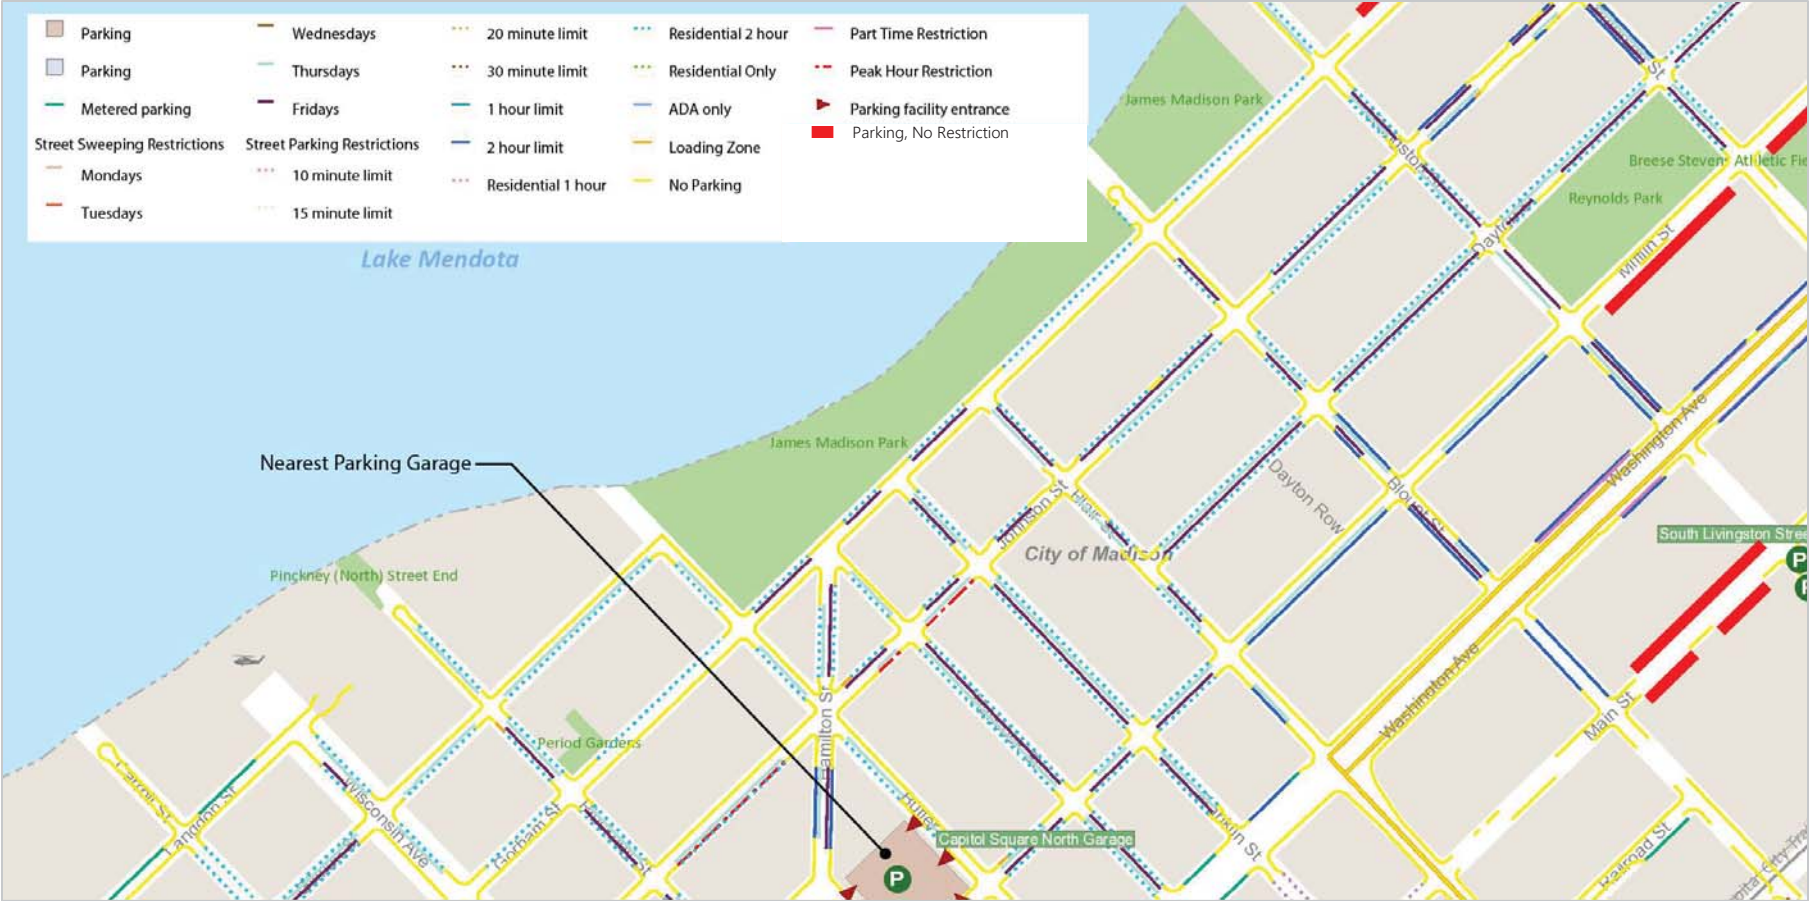 Parking
Parking
Metered parking
Street Sweeping Restrictions
Mondays
Tuesdays
Wednesdays
Thursdays
Fridays
Street Parking Restrictions
10 minute limit
15 minute limit
20 minute limit
30 minute limit
1 hour limit
2 hour limit
Residential 1 hour
Residential 2 hour
Residential Only
ADA only
Loading Zone
No Parking
Part Time Restriction
Peak Hour Restriction
Parking facility entrance
Parking, No Restriction
St
James Madison Park
Breese Stevens Athletic Fie
Reynolds Park
Dayton
Mifflin St
Lake Mendota
Washington Ave
James Madison Park
Nearest Parking Garage
Dayton Row
Blount St
Johnson St
Blair St
City of Madison
South Livingston Stree
P
P
Pinckney (North) Street End
Washington Ave
Main St
Hamilton St
Period Gardens
Carroll St
Langdon St
Wisconsin Ave
Gorham St
St
Butler
Capitol Square North Garage
P
Railroad St